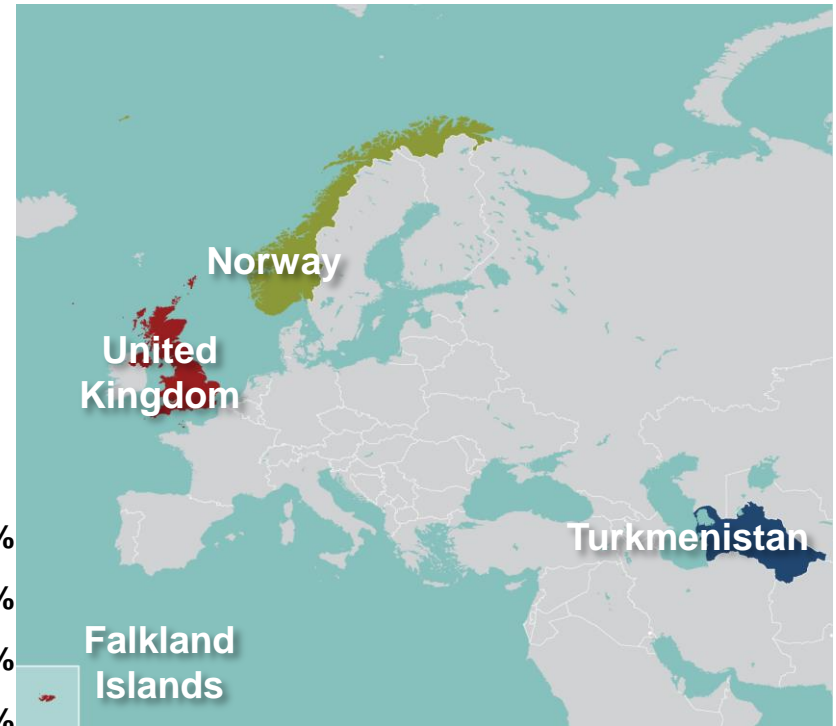 Norway
United
Kingdom
Turkmenistan
%
%
Falkland
Islands
%
%